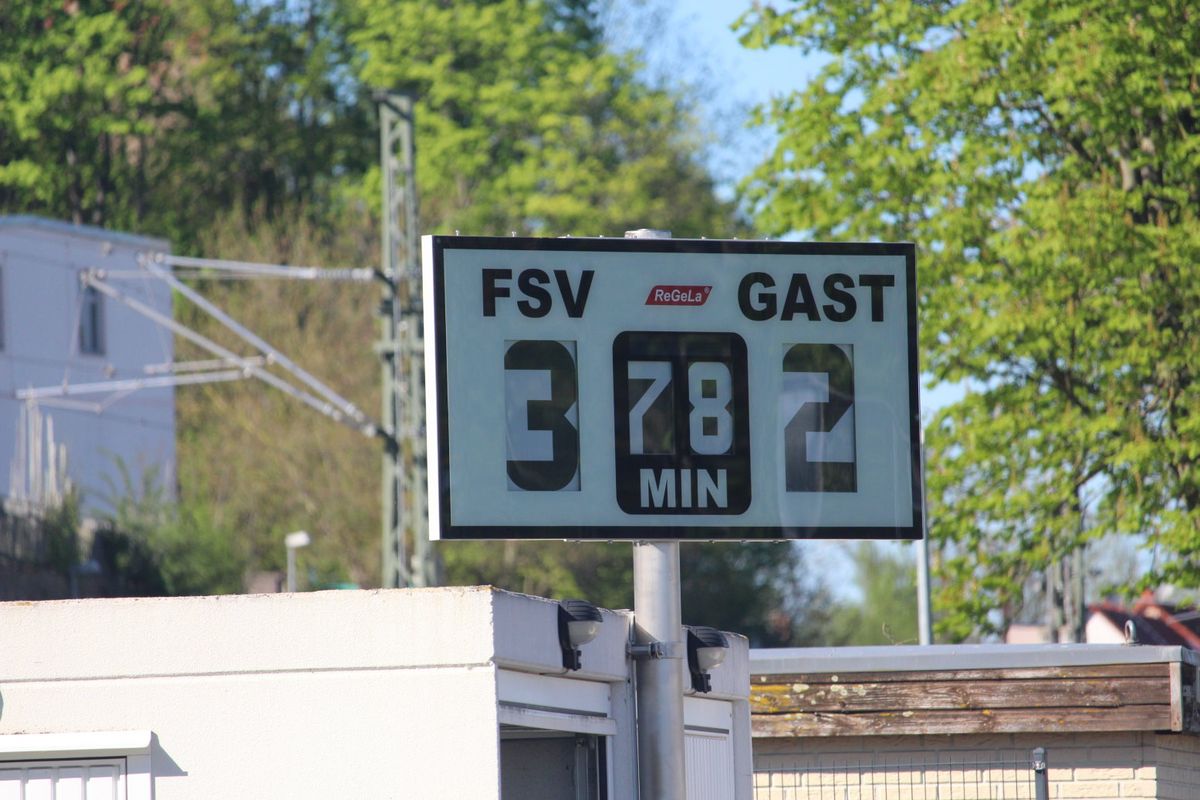 FSV ReGeLa® GAST
3 78 2
MIN